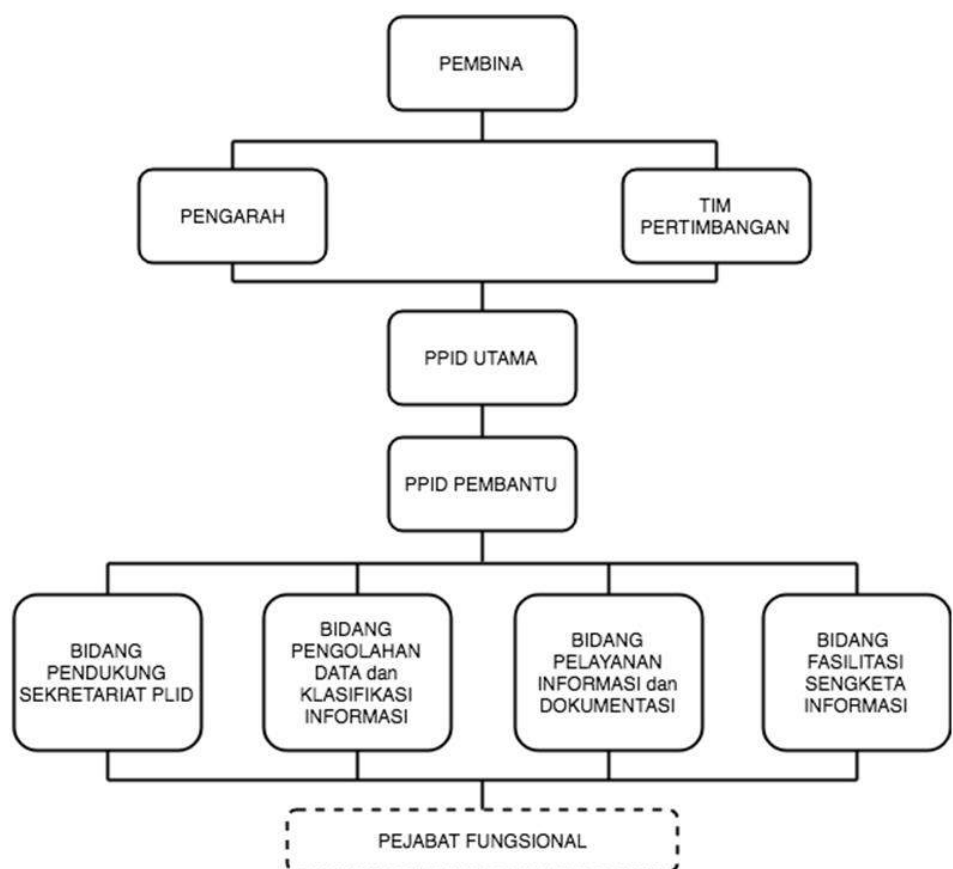 PEMBINA
PENGARAH
TIM
PERTIMBANGAN
PPID UTAMA
PPID PEMBANTU
BIDANG
PENDUKUNG
SEKRETARIAT PLID
BIDANG
PENGOLAHAN
DATA dan
KLASIFIKASI
INFORMASI
BIDANG
PELAYANAN
INFORMASI dan
DOKUMENTASI
BIDANG
FASILITASI
SENGKETA
INFORMASI
PEJABAT FUNGSIONAL